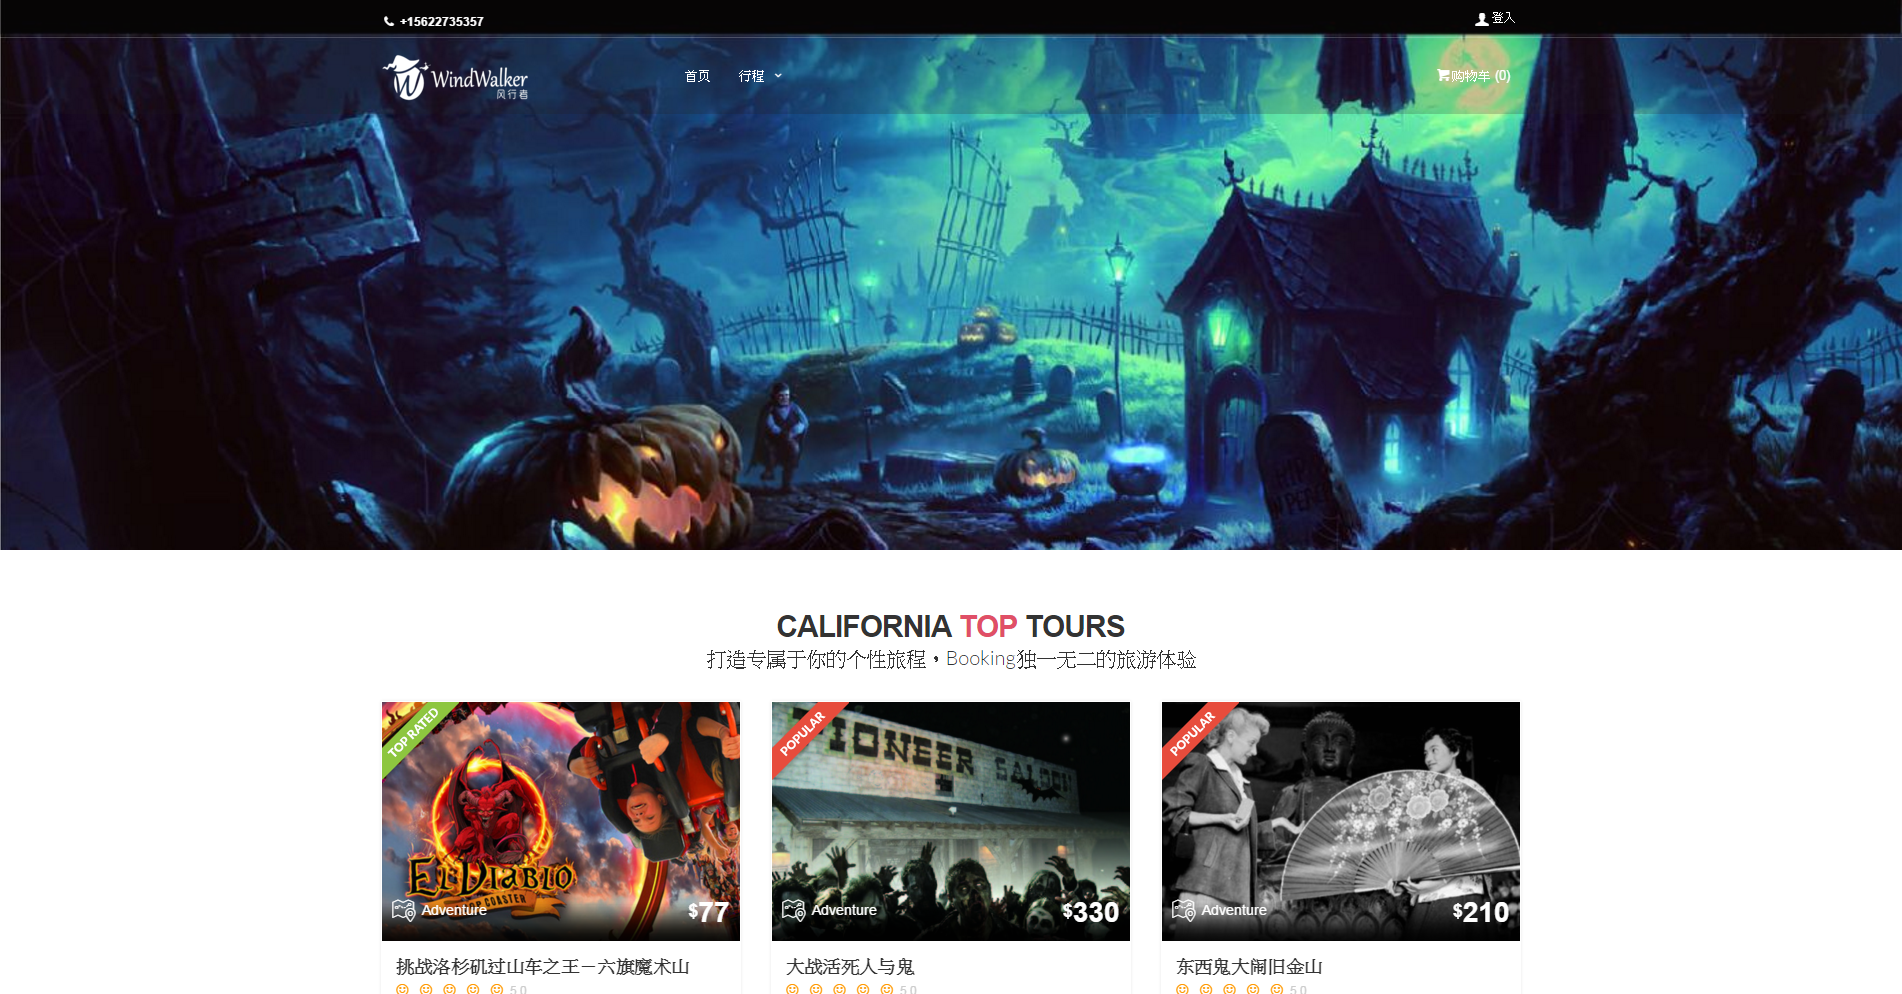 +15622735357
登入
WindWalker
风行者
首页
行程
购物车 (0)
RIP
CALIFORNIA TOP TOURS
打造专属于你的个性旅程，Booking独一无二的旅游体验
TOP RATED
El Diablo
COASTER
Adventure
$77
挑战洛杉矶过山车之王－六旗魔术山
5.0
POPULAR
PIONEER SALOON
Adventure
$330
大战活死人与鬼
5.0
POPULAR
Adventure
$210
东西鬼大闹旧金山
5.0